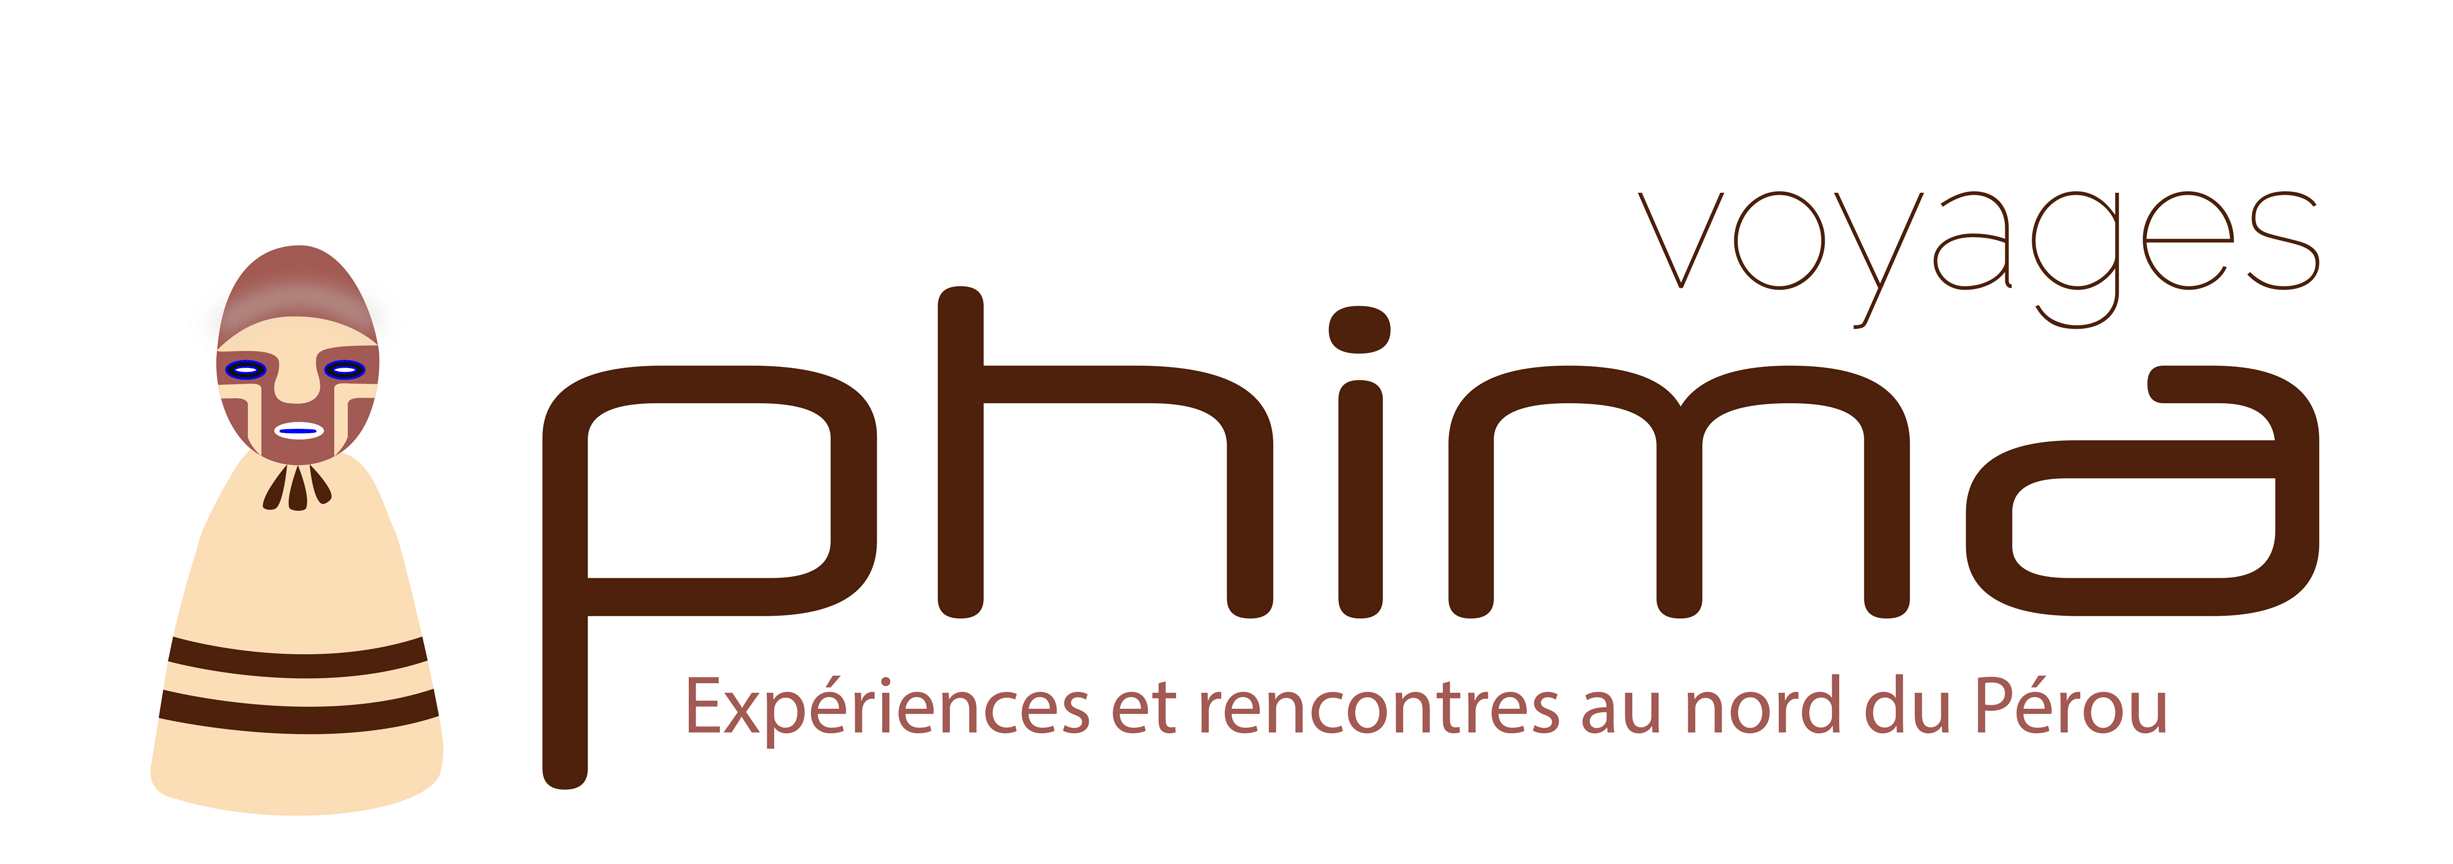 voyages
phima
Expériences et rencontres au nord du Pérou